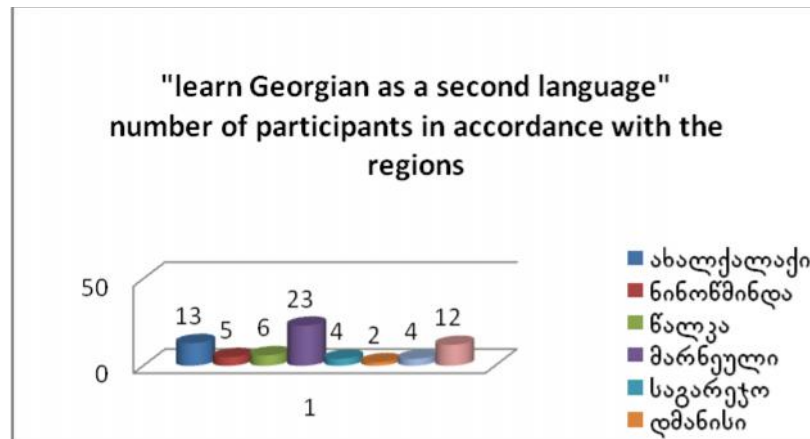 "learn Georgian as a second language"
number of participants in accordance with the
regions
50
0
13
5
6
23
4
2
4
12
1
ახალქალაქი
ნინოწმინდა
წალკა
მარნეული
საგარეჯო
დმანისი